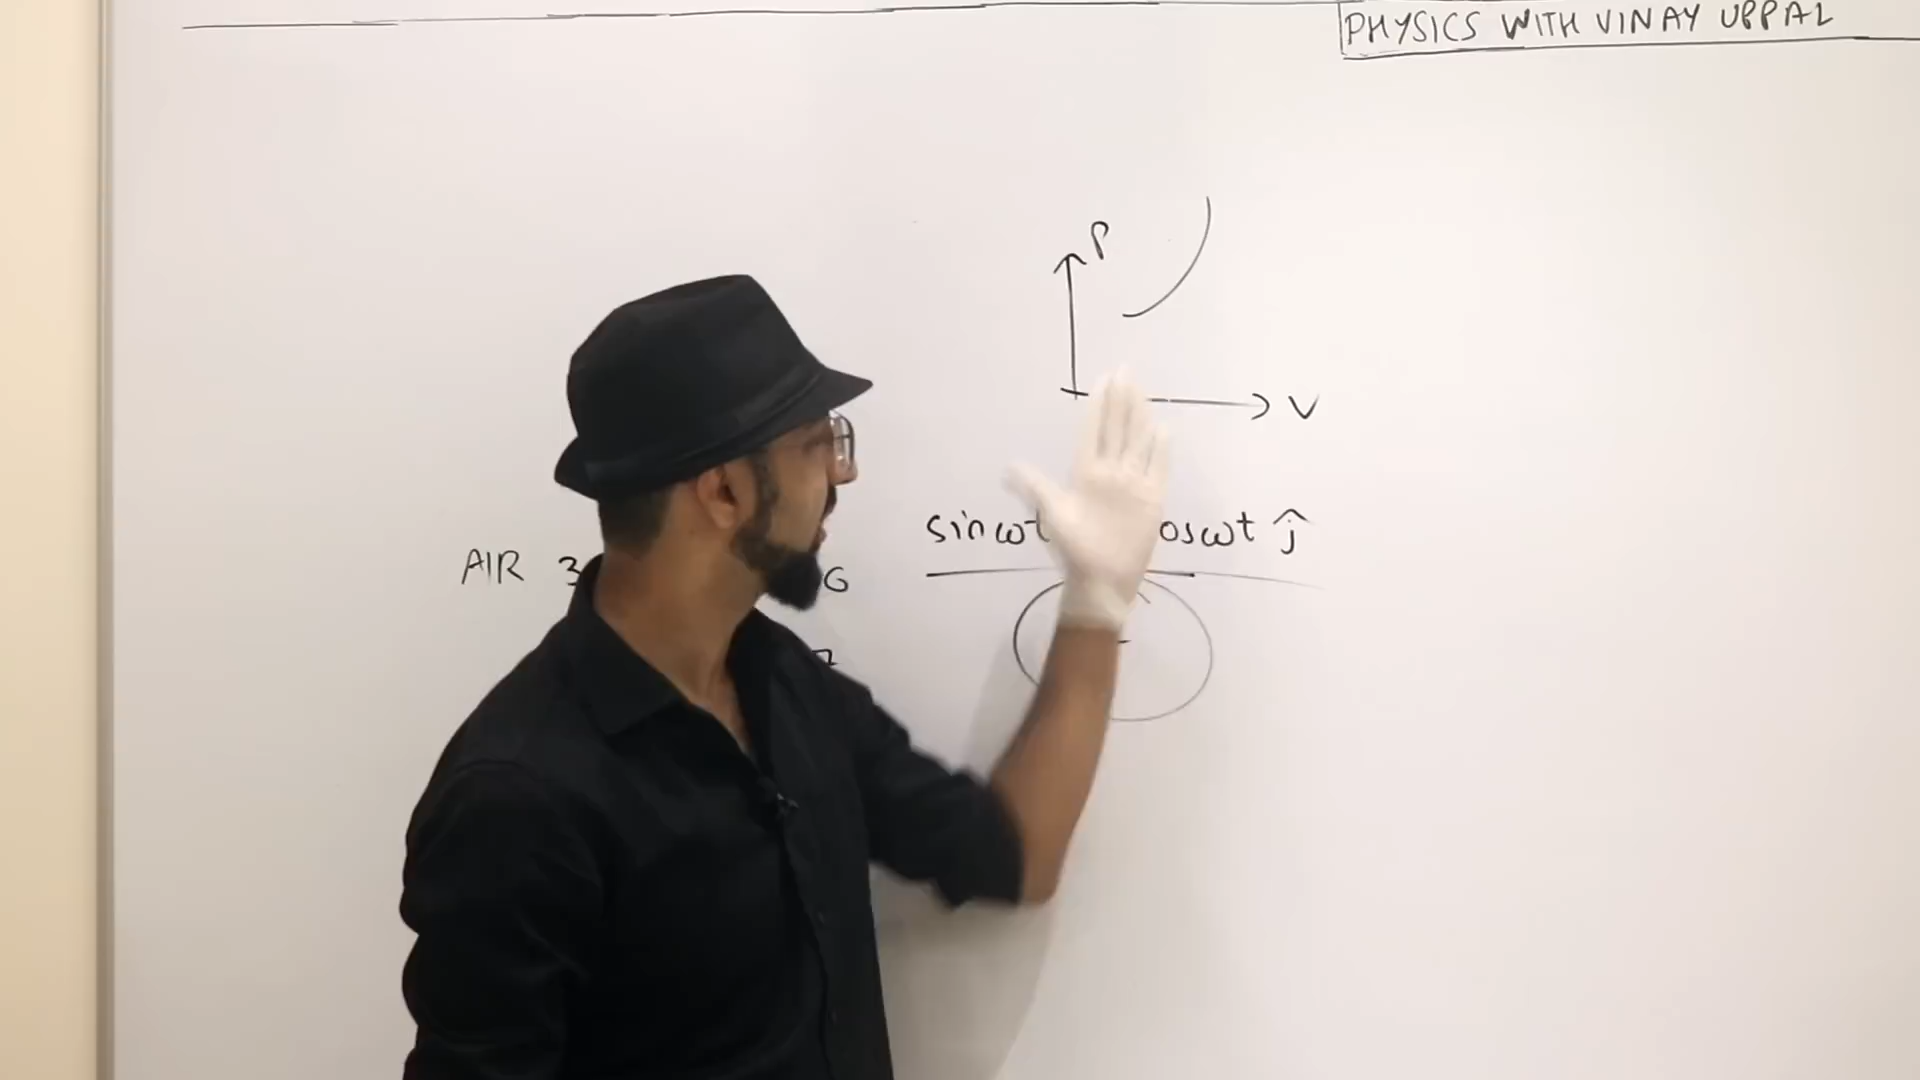 PHYSICS WITH VINAY UPPAL
P
V
sinωt osωt ĵ
AIR 3 G